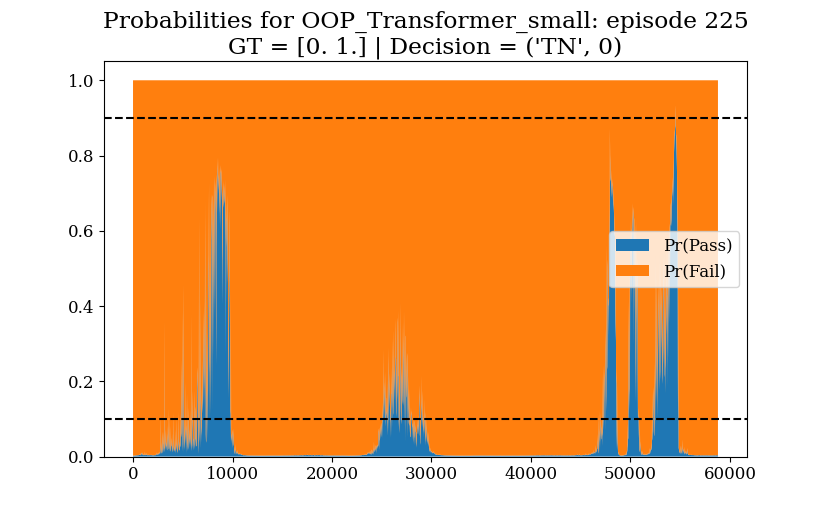 Probabilities for OOP_Transformer_small: episode 225
GT = [0. 1.] | Decision = ('TN', 0)
1.0
0.8
0.6
0.4
0.2
0.0
Pr(Pass)
Pr(Fail)
0 10000 20000 30000 40000 50000 60000